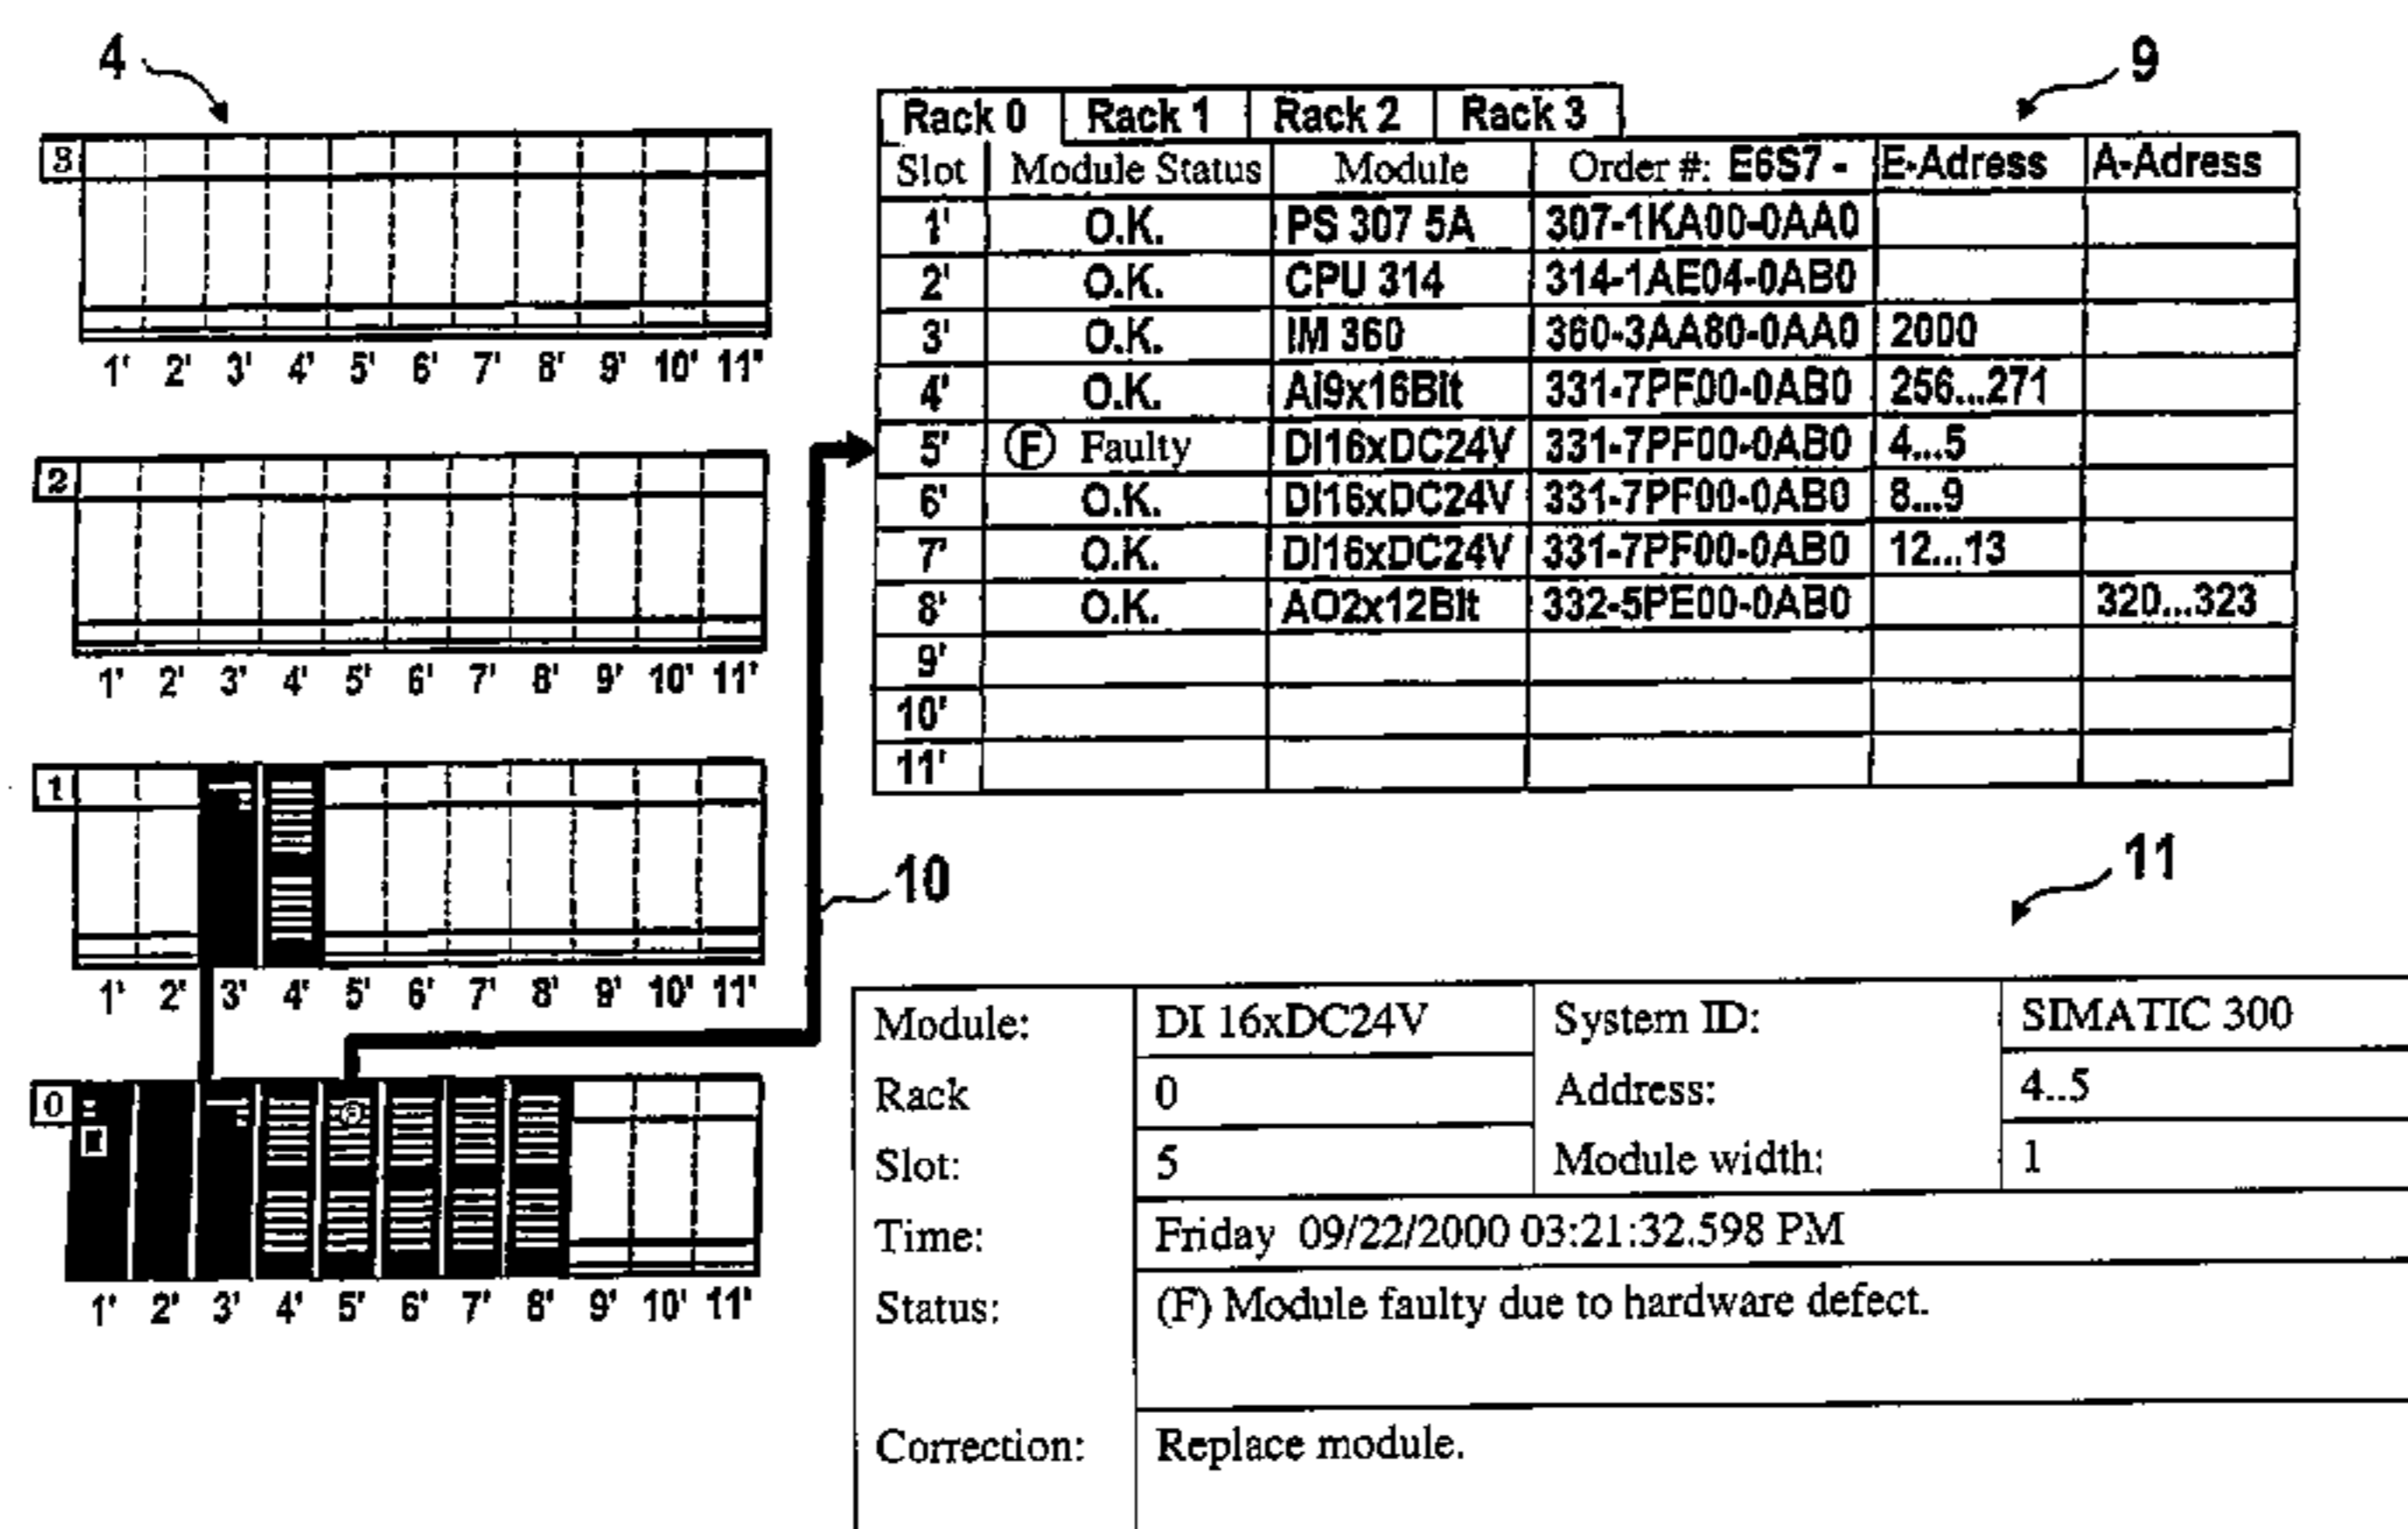 4
3
1' 2' 3' 4' 5' 6' 7' 8' 9' 10' 11'
2
1' 2' 3' 4' 5' 6' 7' 8' 9' 10' 11'
1
1' 2' 3' 4' 5' 6' 7' 8' 9' 10' 11'
0
F
1' 2' 3' 4' 5' 6' 7' 8' 9' 10' 11'
10
9
Rack 0 Rack 1 Rack 2 Rack 3
Slot Module Status Module Order #: E6S7 - E-Adress A-Adress
1' O.K. PS 307 5A 307-1KA00-0AA0
2' O.K. CPU 314 314-1AE04-0AB0
3' O.K. IM 360 360-3AA80-0AA0 2000
4' O.K. AI9x16Bit 331-7PF00-0AB0 256...271
5' F Faulty DI16xDC24V 331-7PF00-0AB0 4...5
6' O.K. DI16xDC24V 331-7PF00-0AB0 8...9
7' O.K. DI16xDC24V 331-7PF00-0AB0 12...13
8' O.K. AO2x12Bit 332-5PE00-0AB0 320...323
9'
10'
11'
11
Module: DI 16xDC24V System ID: SIMATIC 300
Rack 0 Address: 4..5
Slot: 5 Module width: 1
Time: Friday 09/22/2000 03:21:32.598 PM
Status: (F) Module faulty due to hardware defect.
Correction: Replace module.